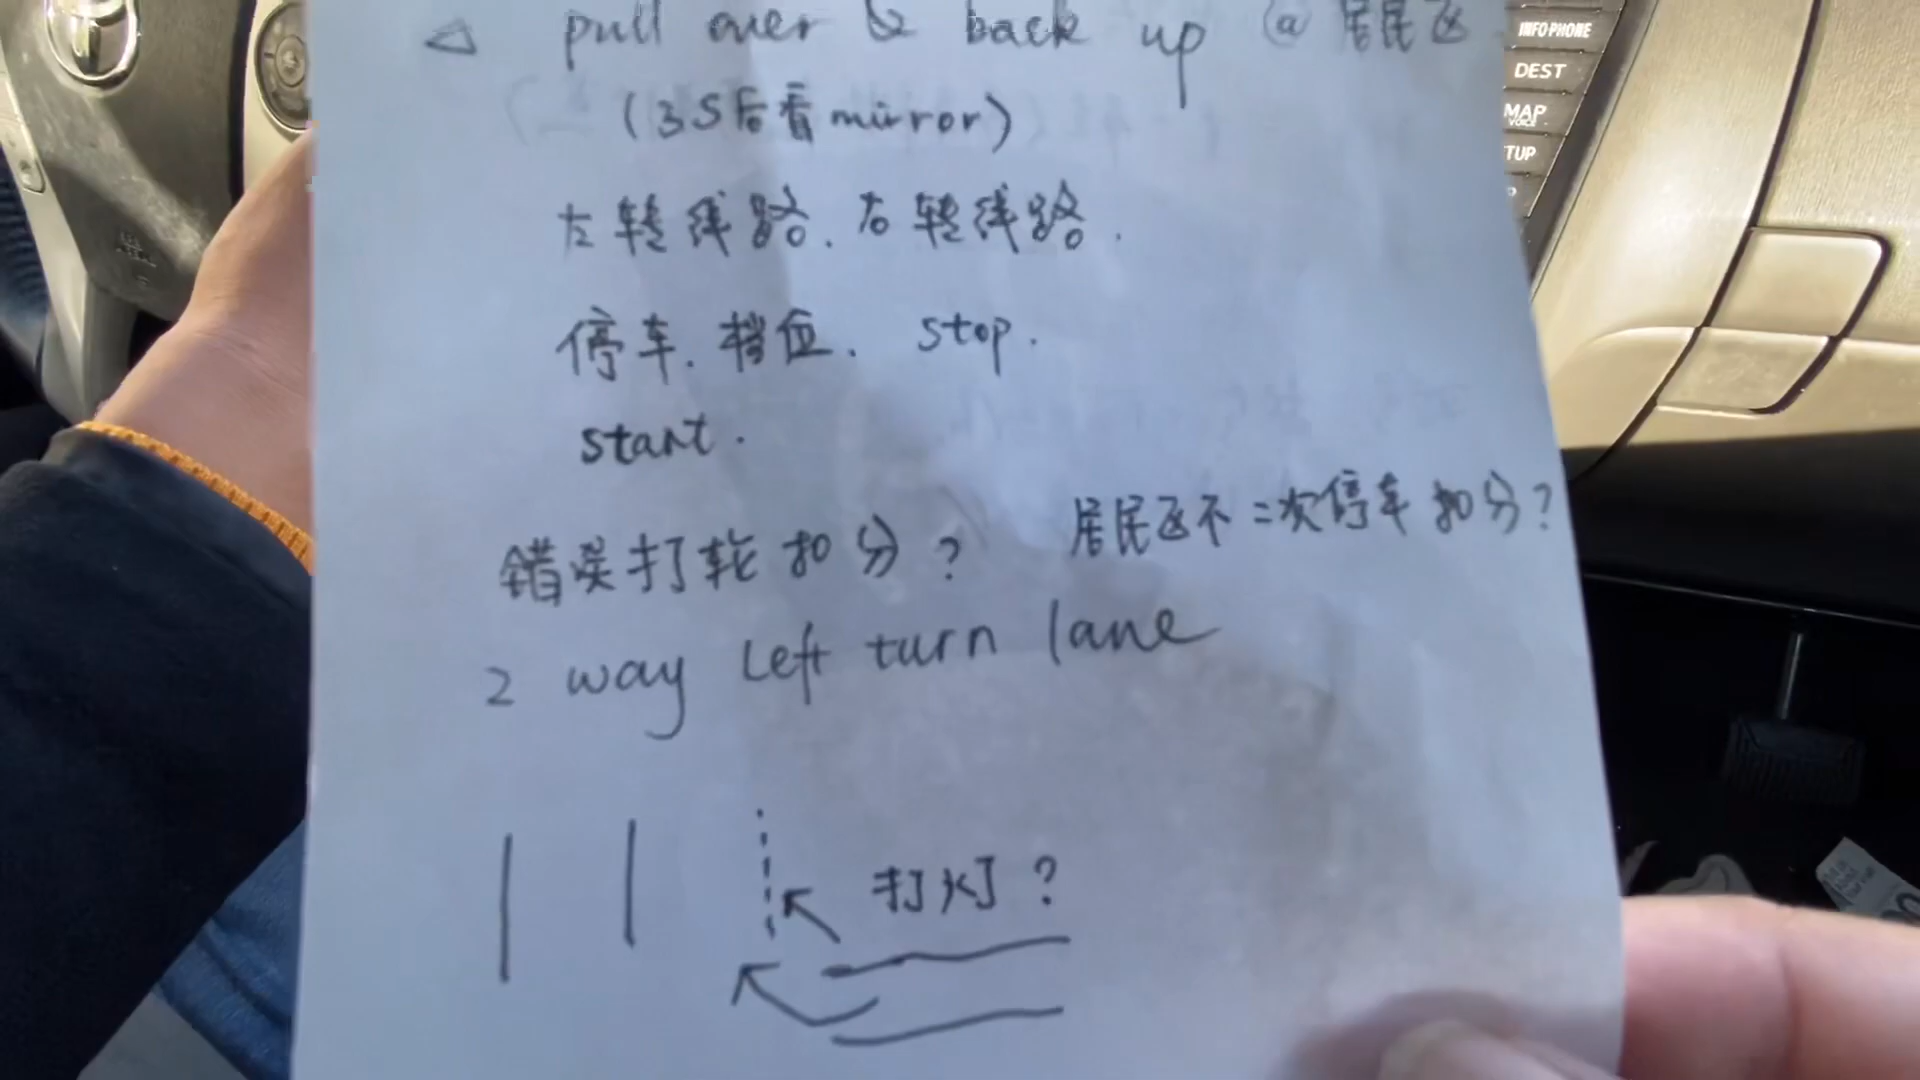 △ pull over & back up @ 居民区
(3S后看mirror)
左转线路. 右转线路.
停车. 档位. stop.
start.
错误打轮扣分? 居民区不二次停车扣分?
2 way left turn lane
打灯?
INFO·PHONE
DEST
MAP
VOICE
TUP